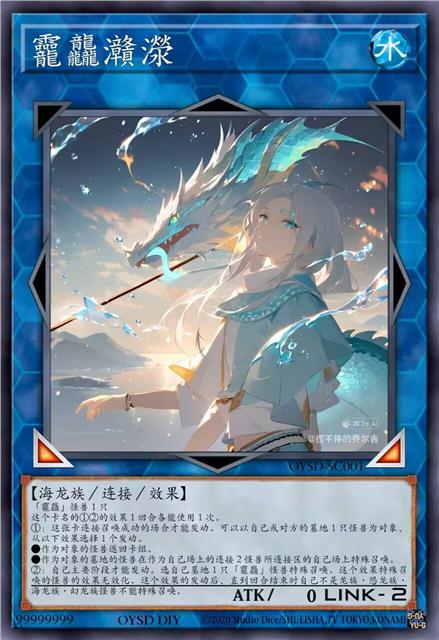 水
@捏不停的乔尔吉
OYSD-SC001
【海龙族／连接／效果】
怪兽１只
这个卡名的①②的效果１回合各能使用１次。
①：这张卡连接召唤成功的场合才能发动。可以以自己或对方的墓地１只怪兽为对象，
从以下效果选择１个发动。
●作为对象的怪兽返回卡组。
●作为对象的墓地的怪兽在作为自己场上的连接２怪兽所连接区的自己场上特殊召唤。
②：自己主要阶段才能发动。选自己墓地１只怪兽特殊召唤。这个效果特殊召
唤的怪兽的效果无效化。这个效果的发动后，直到回合结束时自己不是龙族・恐龙族・
海龙族・幻龙族怪兽不能特殊召唤。
ATK/ 0 LINK-2
99999999 OYSD DIY ©2020 Studio Dice/SHUEISHA,TV TOKYO,KONAMI